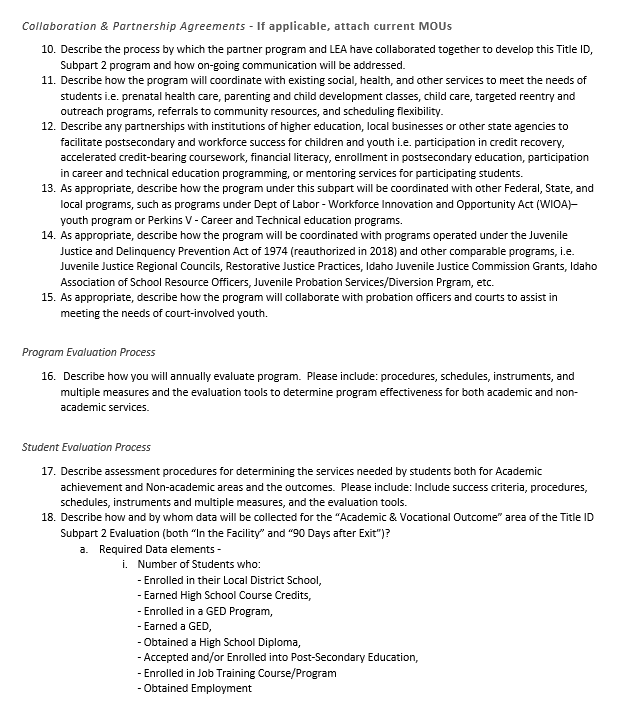 Collaboration & Partnership Agreements - If applicable, attach current MOUs
10. Describe the process by which the partner program and LEA have collaborated together to develop this Title ID,
Subpart 2 program and how on-going communication will be addressed.
11. Describe how the program will coordinate with existing social, health, and other services to meet the needs of
students i.e. prenatal health care, parenting and child development classes, child care, targeted reentry and
outreach programs, referrals to community resources, and scheduling flexibility.
12. Describe any partnerships with institutions of higher education, local businesses or other state agencies to
facilitate postsecondary and workforce success for children and youth i.e. participation in credit recovery,
accelerated credit-bearing coursework, financial literacy, enrollment in postsecondary education, participation
in career and technical education programming, or mentoring services for participating students.
13. As appropriate, describe how the program under this subpart will be coordinated with other Federal, State, and
local programs, such as programs under Dept of Labor - Workforce Innovation and Opportunity Act (WIOA)–
youth program or Perkins V - Career and Technical education programs.
14. As appropriate, describe how the program will be coordinated with programs operated under the Juvenile
Justice and Delinquency Prevention Act of 1974 (reauthorized in 2018) and other comparable programs, i.e.
Juvenile Justice Regional Councils, Restorative Justice Practices, Idaho Juvenile Justice Commission Grants, Idaho
Association of School Resource Officers, Juvenile Probation Services/Diversion Prgram, etc.
15. As appropriate, describe how the program will collaborate with probation officers and courts to assist in
meeting the needs of court-involved youth.
Program Evaluation Process
16. Describe how you will annually evaluate program. Please include: procedures, schedules, instruments, and
multiple measures and the evaluation tools to determine program effectiveness for both academic and non-
academic services.
Student Evaluation Process
17. Describe assessment procedures for determining the services needed by students both for Academic
achievement and Non-academic areas and the outcomes. Please include: Include success criteria, procedures,
schedules, instruments and multiple measures, and the evaluation tools.
18. Describe how and by whom data will be collected for the "Academic & Vocational Outcome" area of the Title ID
Subpart 2 Evaluation (both "In the Facility" and "90 Days after Exit")?
a. Required Data elements -
i. Number of Students who:
- Enrolled in their Local District School,
- Earned High School Course Credits,
- Enrolled in a GED Program,
- Earned a GED,
- Obtained a High School Diploma,
- Accepted and/or Enrolled into Post-Secondary Education,
- Enrolled in Job Training Course/Program
- Obtained Employment